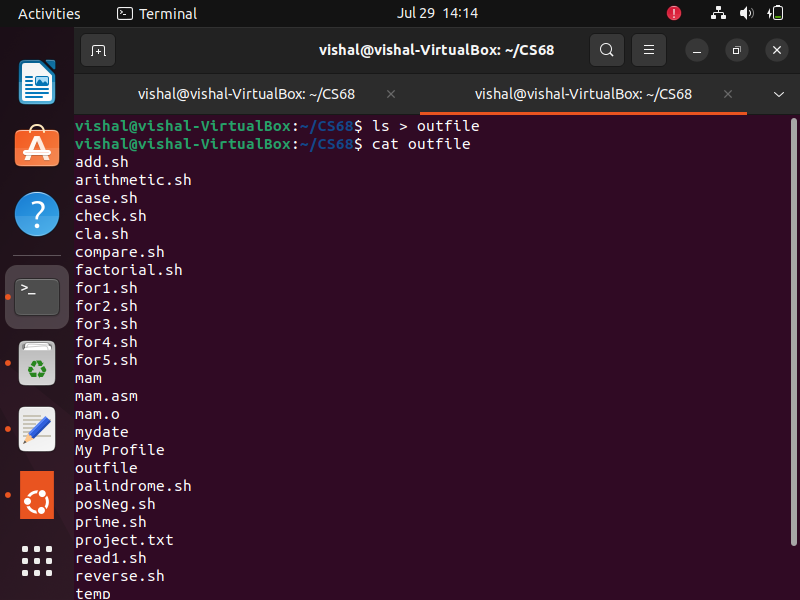 Activities
Terminal
Jul 29 14:14
vishal@vishal-VirtualBox: ~/CS68
vishal@vishal-VirtualBox: ~/CS68
vishal@vishal-VirtualBox: ~/CS68
vishal@vishal-VirtualBox:~/CS68$ ls > outfile
vishal@vishal-VirtualBox:~/CS68$ cat outfile
add.sh
arithmetic.sh
case.sh
check.sh
cla.sh
compare.sh
factorial.sh
for1.sh
for2.sh
for3.sh
for4.sh
for5.sh
mam
mam.asm
mam.o
mydate
My Profile
outfile
palindrome.sh
posNeg.sh
prime.sh
project.txt
read1.sh
reverse.sh
temp